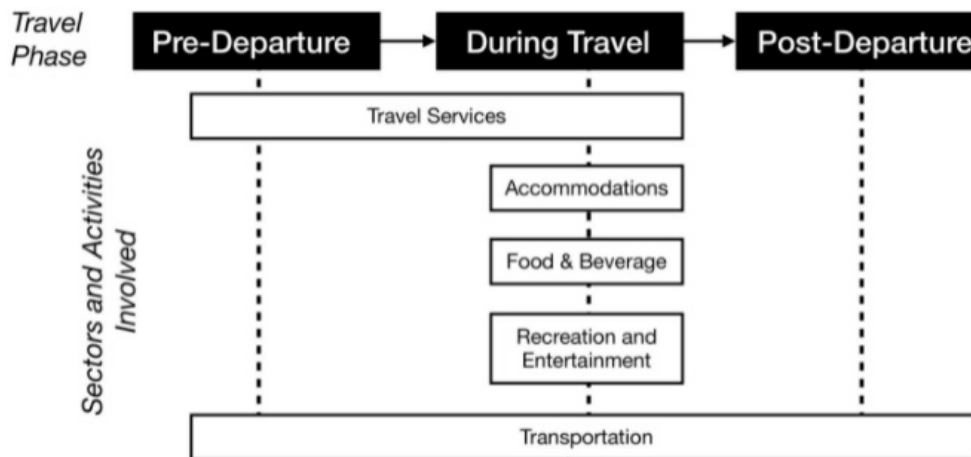 Travel
Phase
Pre-Departure
During Travel
Post-Departure
Sectors and Activities
Involved
Travel Services
Accommodations
Food & Beverage
Recreation and
Entertainment
Transportation